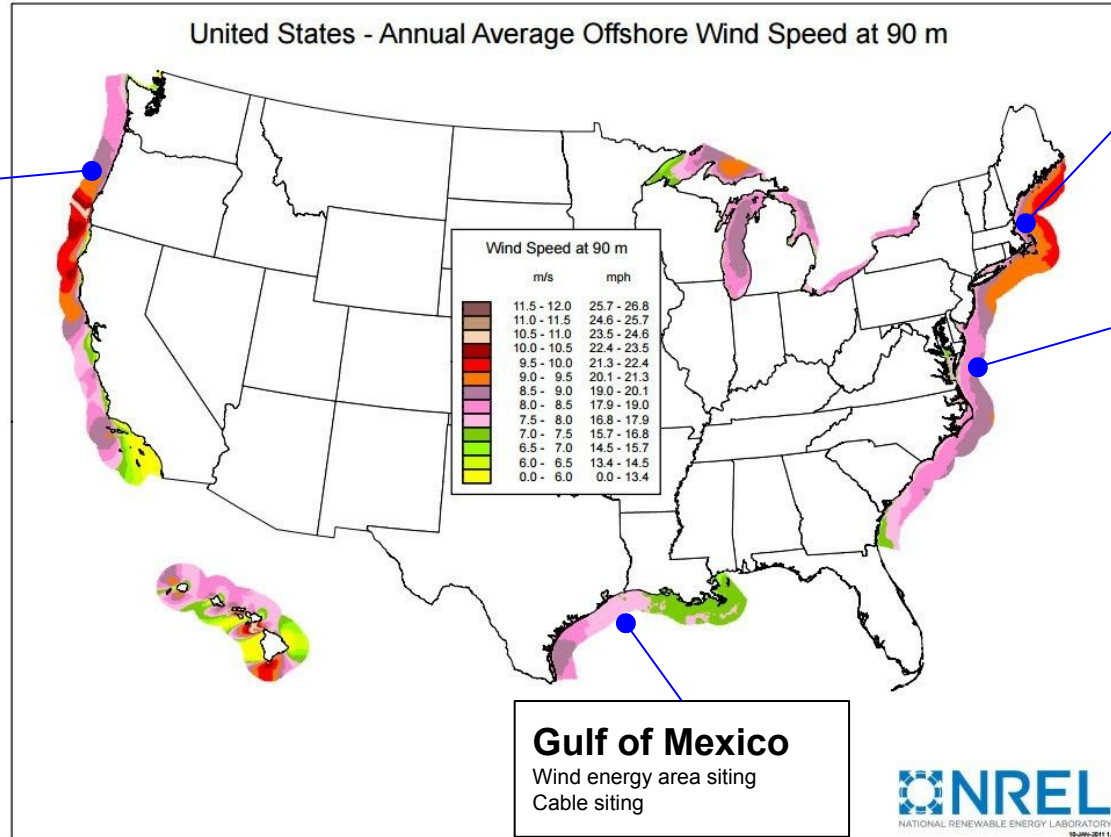 United States - Annual Average Offshore Wind Speed at 90 m
Wind Speed at 90 m
m/s mph
11.5 - 12.0 25.7 - 26.8
11.0 - 11.5 24.6 - 25.7
10.5 - 11.0 23.5 - 24.6
10.0 - 10.5 22.4 - 23.5
9.5 - 10.0 21.3 - 22.4
9.0 - 9.5 20.1 - 21.3
8.5 - 9.0 19.0 - 20.1
8.0 - 8.5 17.9 - 19.0
7.5 - 8.0 16.8 - 17.9
7.0 - 7.5 15.7 - 16.8
6.5 - 7.0 14.5 - 15.7
6.0 - 6.5 13.4 - 14.5
0.0 - 6.0 0.0 - 13.4
Gulf of Mexico
Wind energy area siting
Cable siting
NREL
NATIONAL RENEWABLE ENERGY LABORATORY
10-JAN-2011 1.